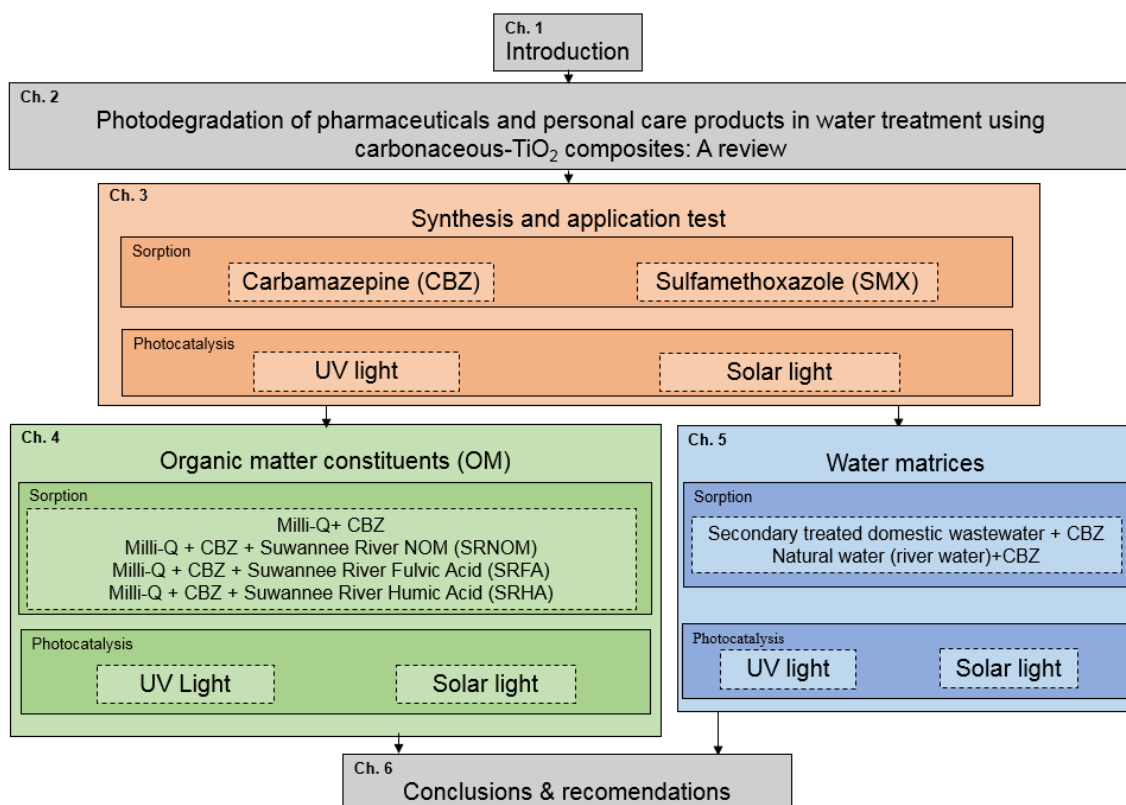 Ch. 1
Introduction
Ch. 2
Photodegradation of pharmaceuticals and personal care products in water treatment using
carbonaceous-TiO₂ composites: A review
Ch. 3
Synthesis and application test
Sorption
Carbamazepine (CBZ)
Sulfamethoxazole (SMX)
Photocatalysis
UV light
Solar light
Ch. 4
Organic matter constituents (OM)
Sorption
Milli-Q+ CBZ
Milli-Q + CBZ + Suwannee River NOM (SRNOM)
Milli-Q + CBZ + Suwannee River Fulvic Acid (SRFA)
Milli-Q + CBZ + Suwannee River Humic Acid (SRHA)
Photocatalysis
UV Light
Solar light
Ch. 5
Water matrices
Sorption
Secondary treated domestic wastewater + CBZ
Natural water (river water)+CBZ
Photocatalysis
UV light
Solar light
Ch. 6
Conclusions & recomendations